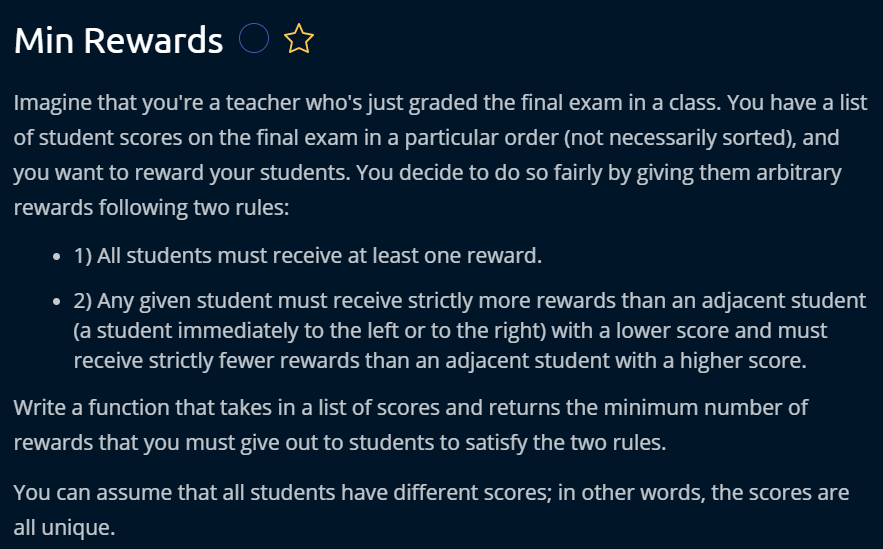 Min Rewards
Imagine that you're a teacher who's just graded the final exam in a class. You have a list
of student scores on the final exam in a particular order (not necessarily sorted), and
you want to reward your students. You decide to do so fairly by giving them arbitrary
rewards following two rules:
• 1) All students must receive at least one reward.
• 2) Any given student must receive strictly more rewards than an adjacent student
(a student immediately to the left or to the right) with a lower score and must
receive strictly fewer rewards than an adjacent student with a higher score.
Write a function that takes in a list of scores and returns the minimum number of
rewards that you must give out to students to satisfy the two rules.
You can assume that all students have different scores; in other words, the scores are
all unique.